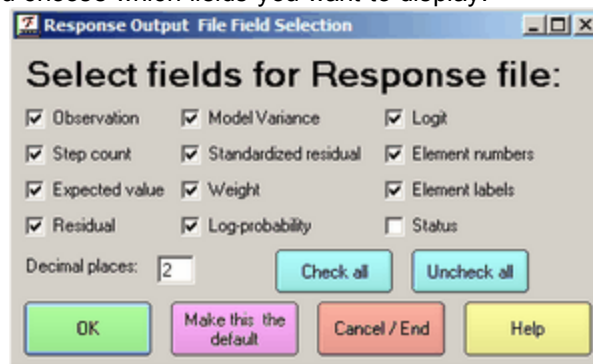 choose which fields you want to display.
Response Output File Field Selection
Select fields for Response file:
Observation Model Variance Logit
Step count Standardized residual Element numbers
Expected value Weight Element labels
Residual Log-probability Status
Decimal places: 2 Check all Uncheck all
OK Make this the default Cancel / End Help